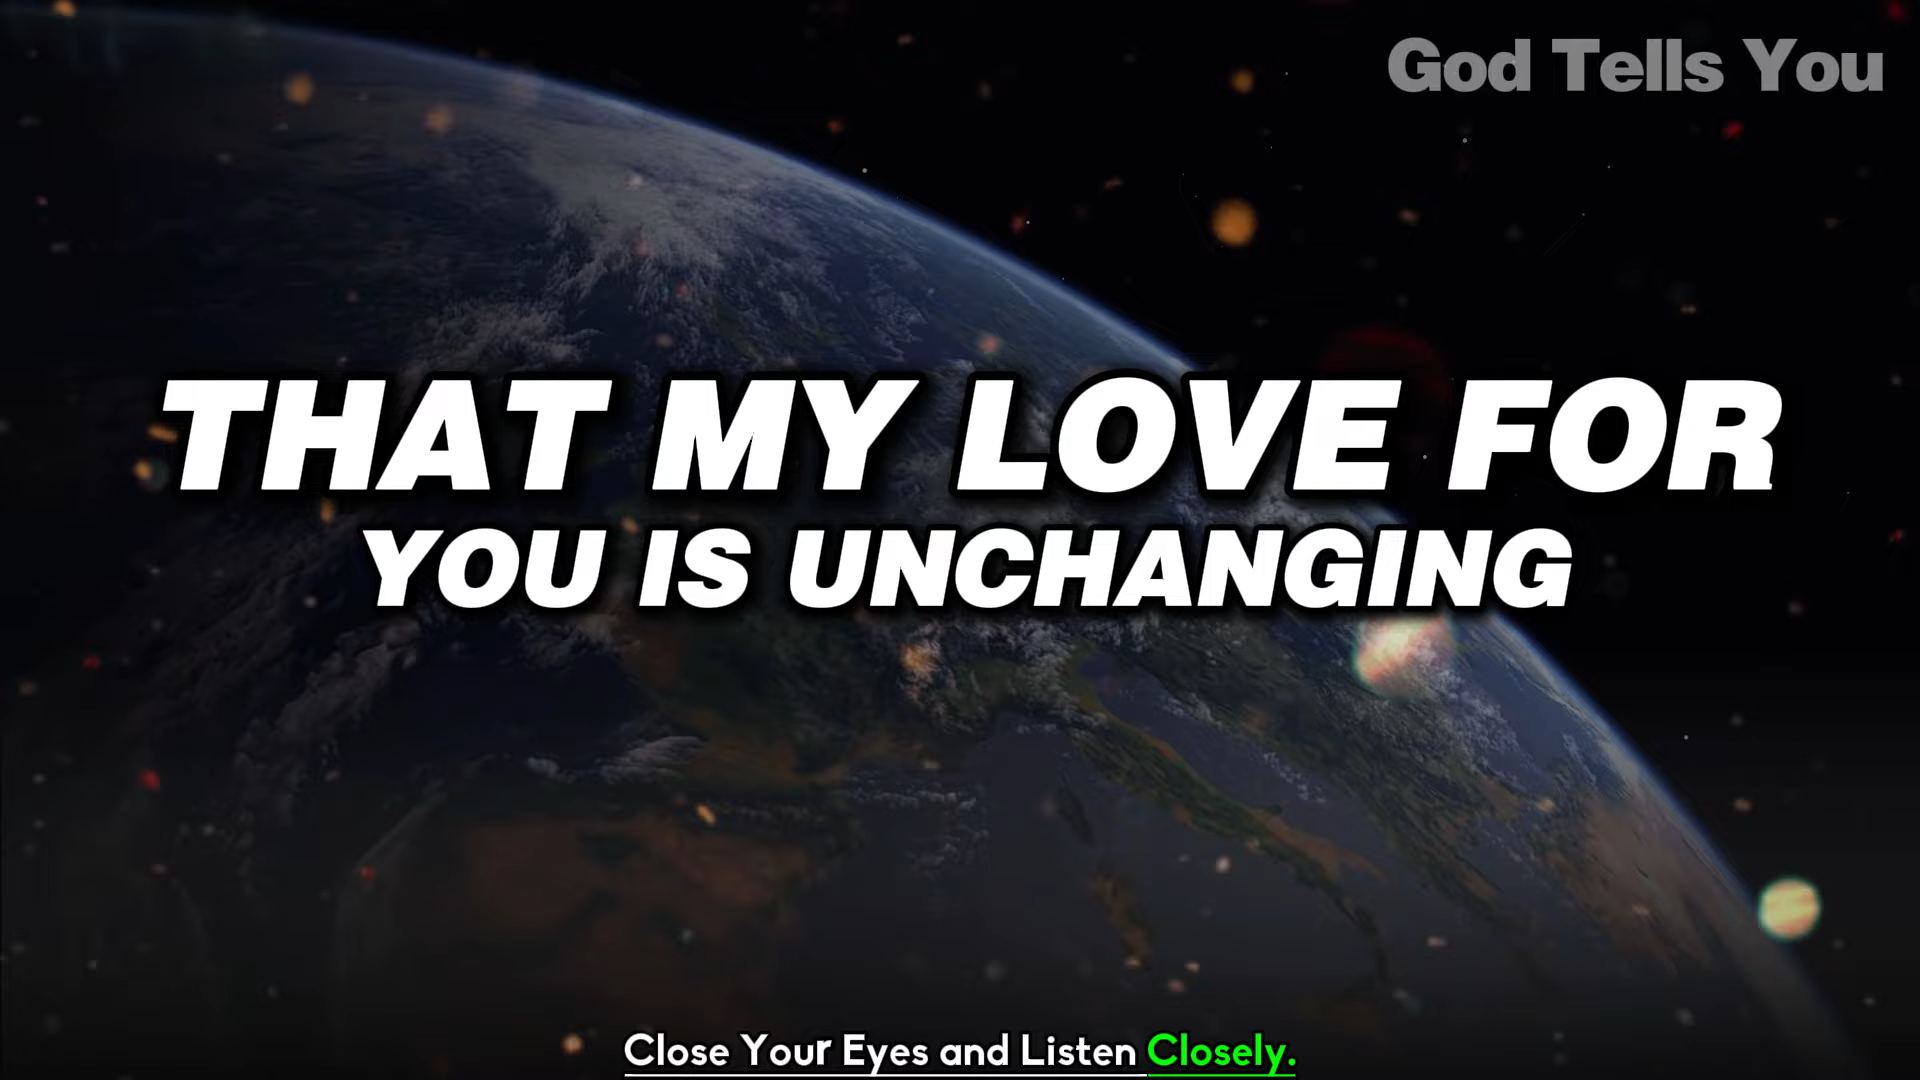 God Tells You
THAT MY LOVE FOR
YOU IS UNCHANGING
Close Your Eyes and Listen Closely.